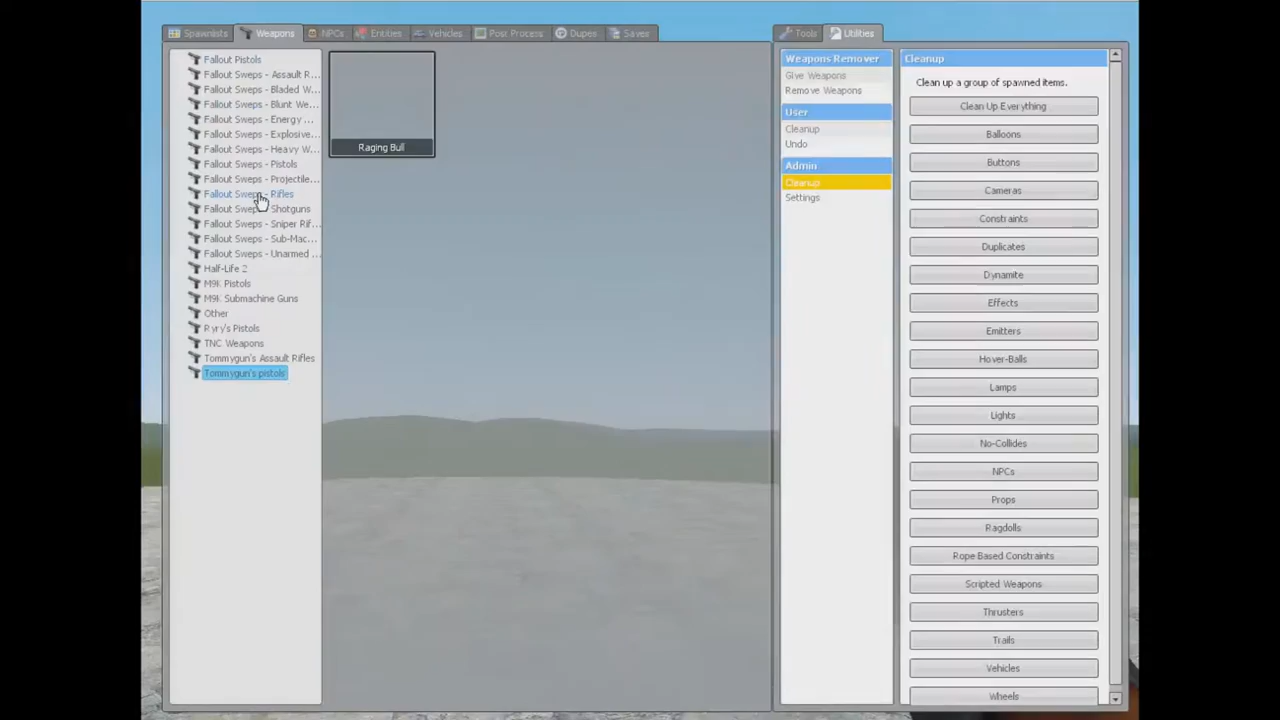 Spawnlists
Weapons
NPCs
Entities
Vehicles
Post Process
Dupes
Saves
Tools
Utilities
Fallout Pistols
Fallout Sweps - Assault R...
Fallout Sweps - Bladed W...
Fallout Sweps - Blunt We...
Fallout Sweps - Energy ...
Fallout Sweps - Explosive...
Fallout Sweps - Heavy W...
Fallout Sweps - Pistols
Fallout Sweps - Projectile...
Fallout Sweps - Rifles
Fallout Sweps - Shotguns
Fallout Sweps - Sniper Rif...
Fallout Sweps - Sub-Mac...
Fallout Sweps - Unarmed ...
Half-Life 2
M9K Pistols
M9K Submachine Guns
Other
Ryry's Pistols
TNC Weapons
Tommygun's Assault Rifles
Tommygun's pistols
Raging Bull
Weapons Remover
Give Weapons
Remove Weapons
User
Cleanup
Undo
Admin
Cleanup
Settings
Cleanup
Clean up a group of spawned items.
Clean Up Everything
Balloons
Buttons
Cameras
Constraints
Duplicates
Dynamite
Effects
Emitters
Hover-Balls
Lamps
Lights
No-Collides
NPCs
Props
Ragdolls
Rope Based Constraints
Scripted Weapons
Thrusters
Trails
Vehicles
Wheels